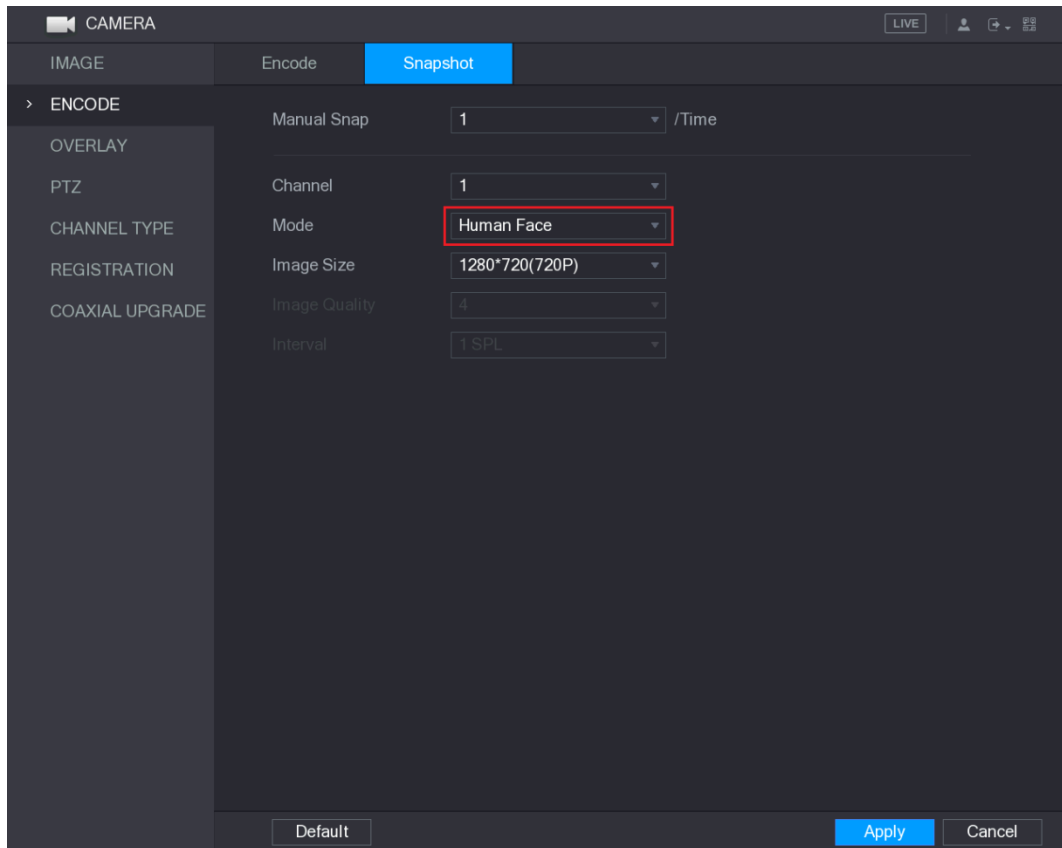 CAMERA LIVE
IMAGE
ENCODE
OVERLAY
PTZ
CHANNEL TYPE
REGISTRATION
COAXIAL UPGRADE
Encode Snapshot
Manual Snap 1 /Time
Channel 1
Mode Human Face
Image Size 1280*720(720P)
Image Quality 4
Interval 1 SPL
Default Apply Cancel